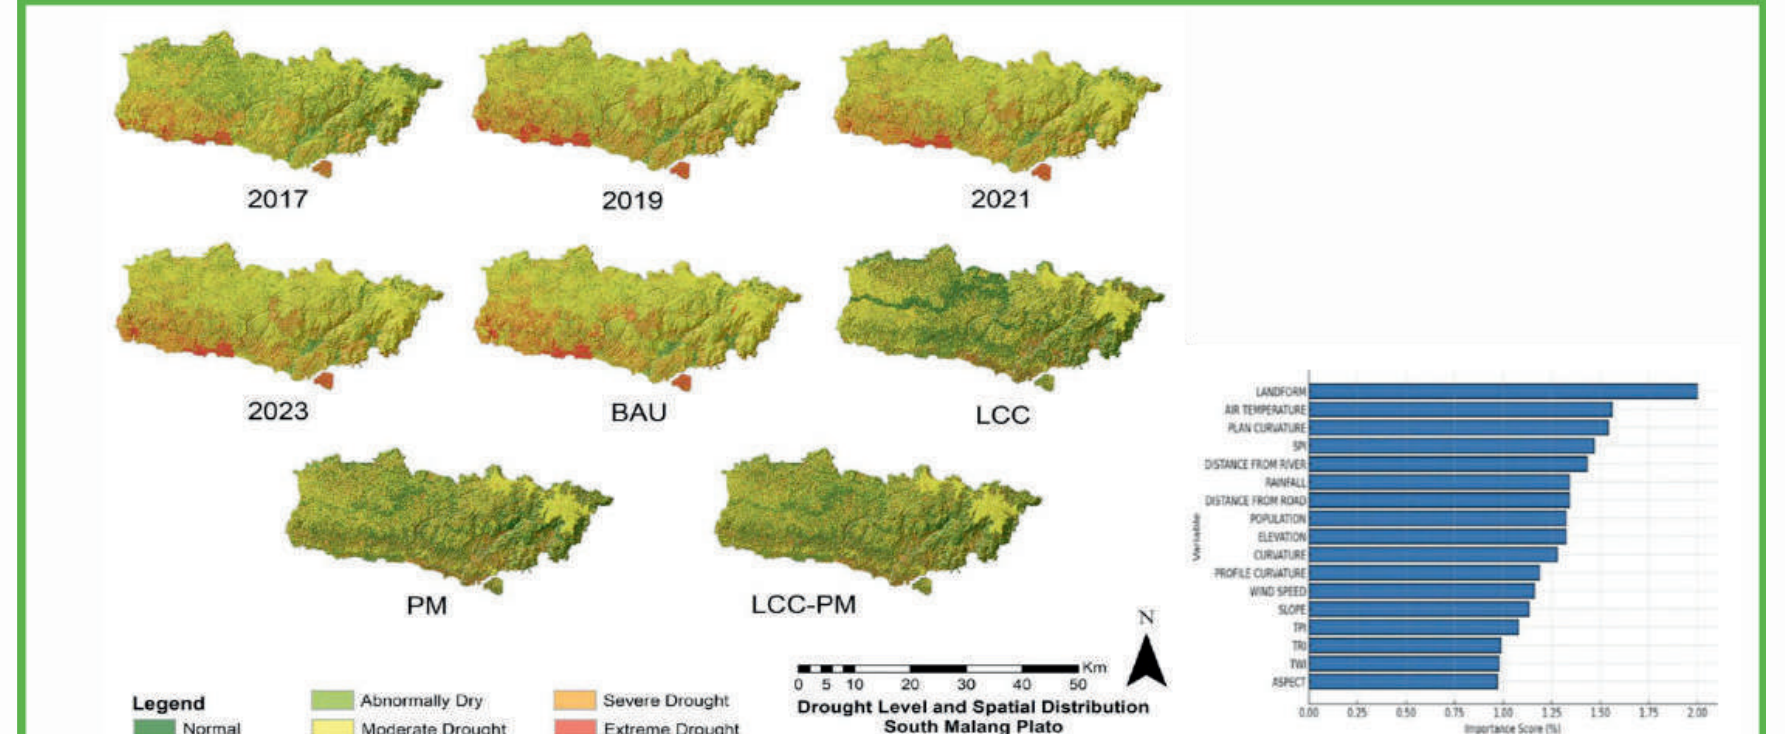 2017
2019
2021
2023
BAU
LCC
PM
LCC-PM
N
Km
0 5 10 20 30 40 50
Drought Level and Spatial Distribution
South Malang Plato
Legend
Normal
Abnormally Dry
Moderate Drought
Severe Drought
Extreme Drought
Variable
LANDFORM
AIR TEMPERATURE
PLAN CURVATURE
SPI
DISTANCE FROM RIVER
RAINFALL
DISTANCE FROM ROAD
POPULATION
ELEVATION
CURVATURE
PROFILE CURVATURE
WIND SPEED
SLOPE
TPI
TRI
TWI
ASPECT
0.00 0.25 0.50 0.75 1.00 1.25 1.50 1.75 2.00
Importance Score (%)